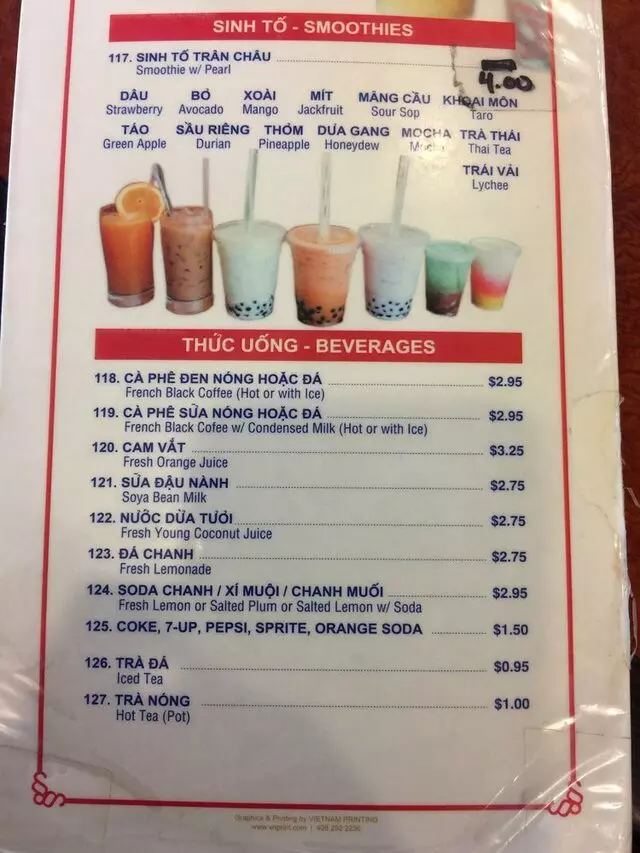 SINH TỐ - SMOOTHIES
117. SINH TỐ TRÂN CHÂU
Smoothie w/ Pearl
4.00
DÂU BƠ XOÀI MÍT MÃNG CẦU KHOAI MÔN
Strawberry Avocado Mango Jackfruit Sour Sop Taro
TÁO SẦU RIÊNG THƠM DƯA GANG MOCHA TRÀ THÁI
Green Apple Durian Pineapple Honeydew Mocha Thai Tea
TRÁI VẢI
Lychee
THỨC UỐNG - BEVERAGES
118. CÀ PHÊ ĐEN NÓNG HOẶC ĐÁ $2.95
French Black Coffee (Hot or with Ice)
119. CÀ PHÊ SỮA NÓNG HOẶC ĐÁ $2.95
French Black Cofee w/ Condensed Milk (Hot or with Ice)
120. CAM VẮT $3.25
Fresh Orange Juice
121. SỮA ĐẬU NÀNH $2.75
Soya Bean Milk
122. NƯỚC DỪA TƯƠI $2.75
Fresh Young Coconut Juice
123. ĐÁ CHANH $2.75
Fresh Lemonade
124. SODA CHANH / XÍ MUỘI / CHANH MUỐI $2.95
Fresh Lemon or Salted Plum or Salted Lemon w/ Soda
125. COKE, 7-UP, PEPSI, SPRITE, ORANGE SODA $1.50
126. TRÀ ĐÁ $0.95
Iced Tea
127. TRÀ NÓNG $1.00
Hot Tea (Pot)
Graphics & Printing by VIETNAM PRINTING
www.vnprint.com |